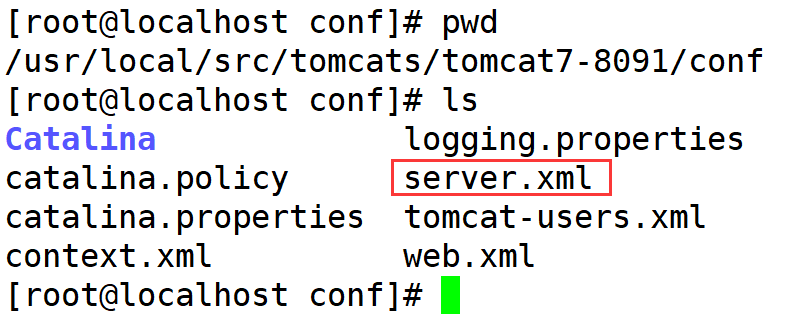 [root@localhost conf]# pwd
/usr/local/src/tomcats/tomcat7-8091/conf
[root@localhost conf]# ls
Catalina             logging.properties
catalina.policy      server.xml
catalina.properties  tomcat-users.xml
context.xml          web.xml
[root@localhost conf]#